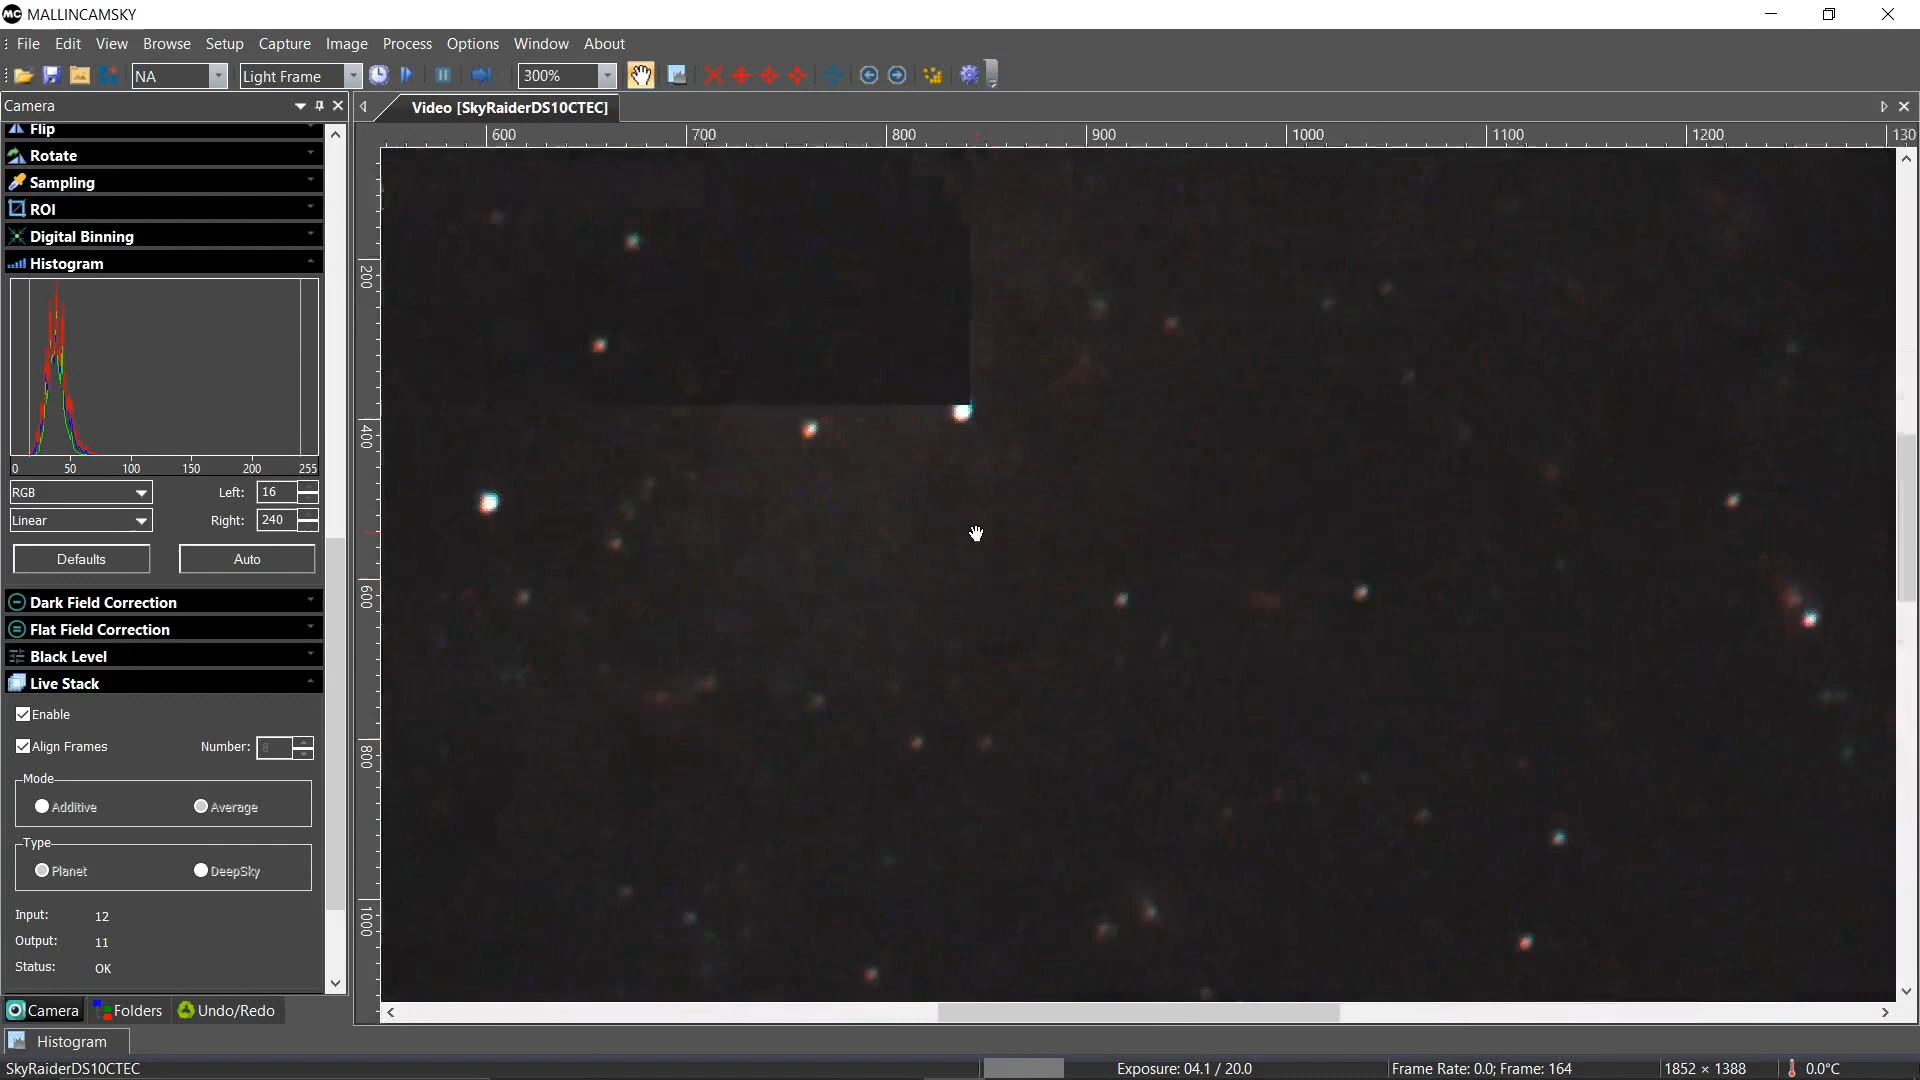 MC MALLINCAMSKY
File Edit View Browse Setup Capture Image Process Options Window About
NA Light Frame 300%
Camera Video [SkyRaiderDS10CTEC]
600 700 800 900 1000 1100 1200 130
Flip
Rotate
Sampling
ROI
Digital Binning
Histogram
200
400
600
800
1000
0 50 100 150 200 255
RGB Left: 16
Linear Right: 240
Defaults Auto
Dark Field Correction
Flat Field Correction
Black Level
Live Stack
Enable
Align Frames Number: 8
Mode
Additive Average
Type
Planet DeepSky
Input: 12
Output: 11
Status: OK
Camera Folders Undo/Redo
Histogram
SkyRaiderDS10CTEC Exposure: 04.1 / 20.0 Frame Rate: 0.0; Frame: 164 1852 × 1388 0.0°C